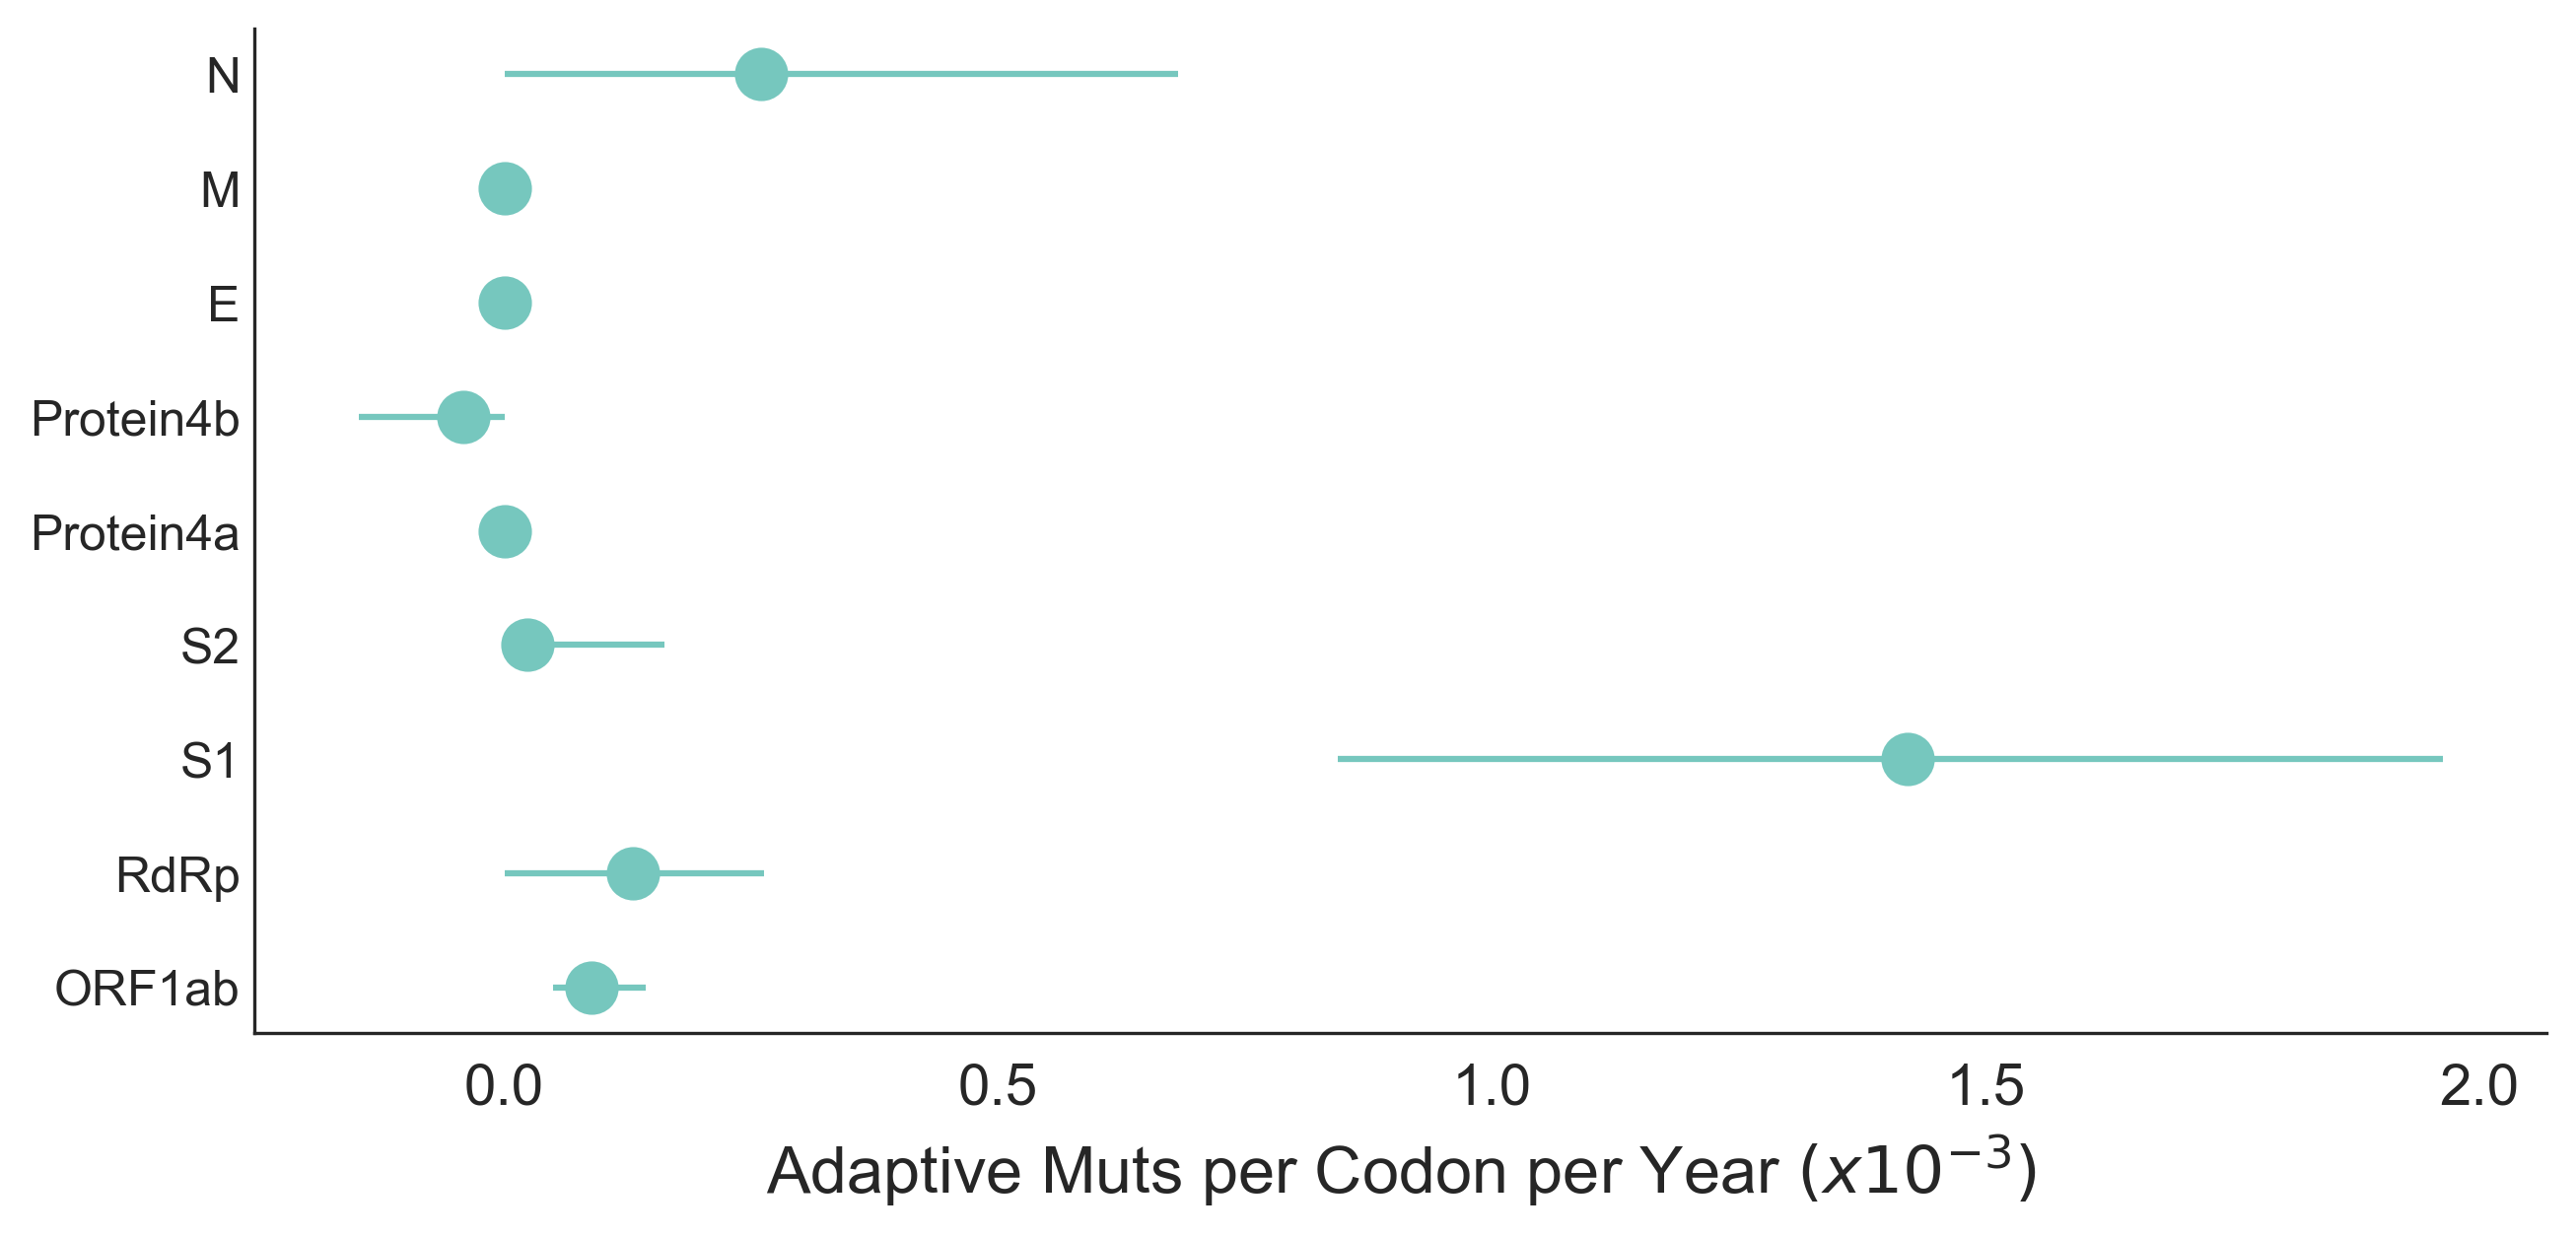 N
M
E
Protein4b
Protein4a
S2
S1
RdRp
ORF1ab
0.0 0.5 1.0 1.5 2.0
Adaptive Muts per Codon per Year (x10⁻³)